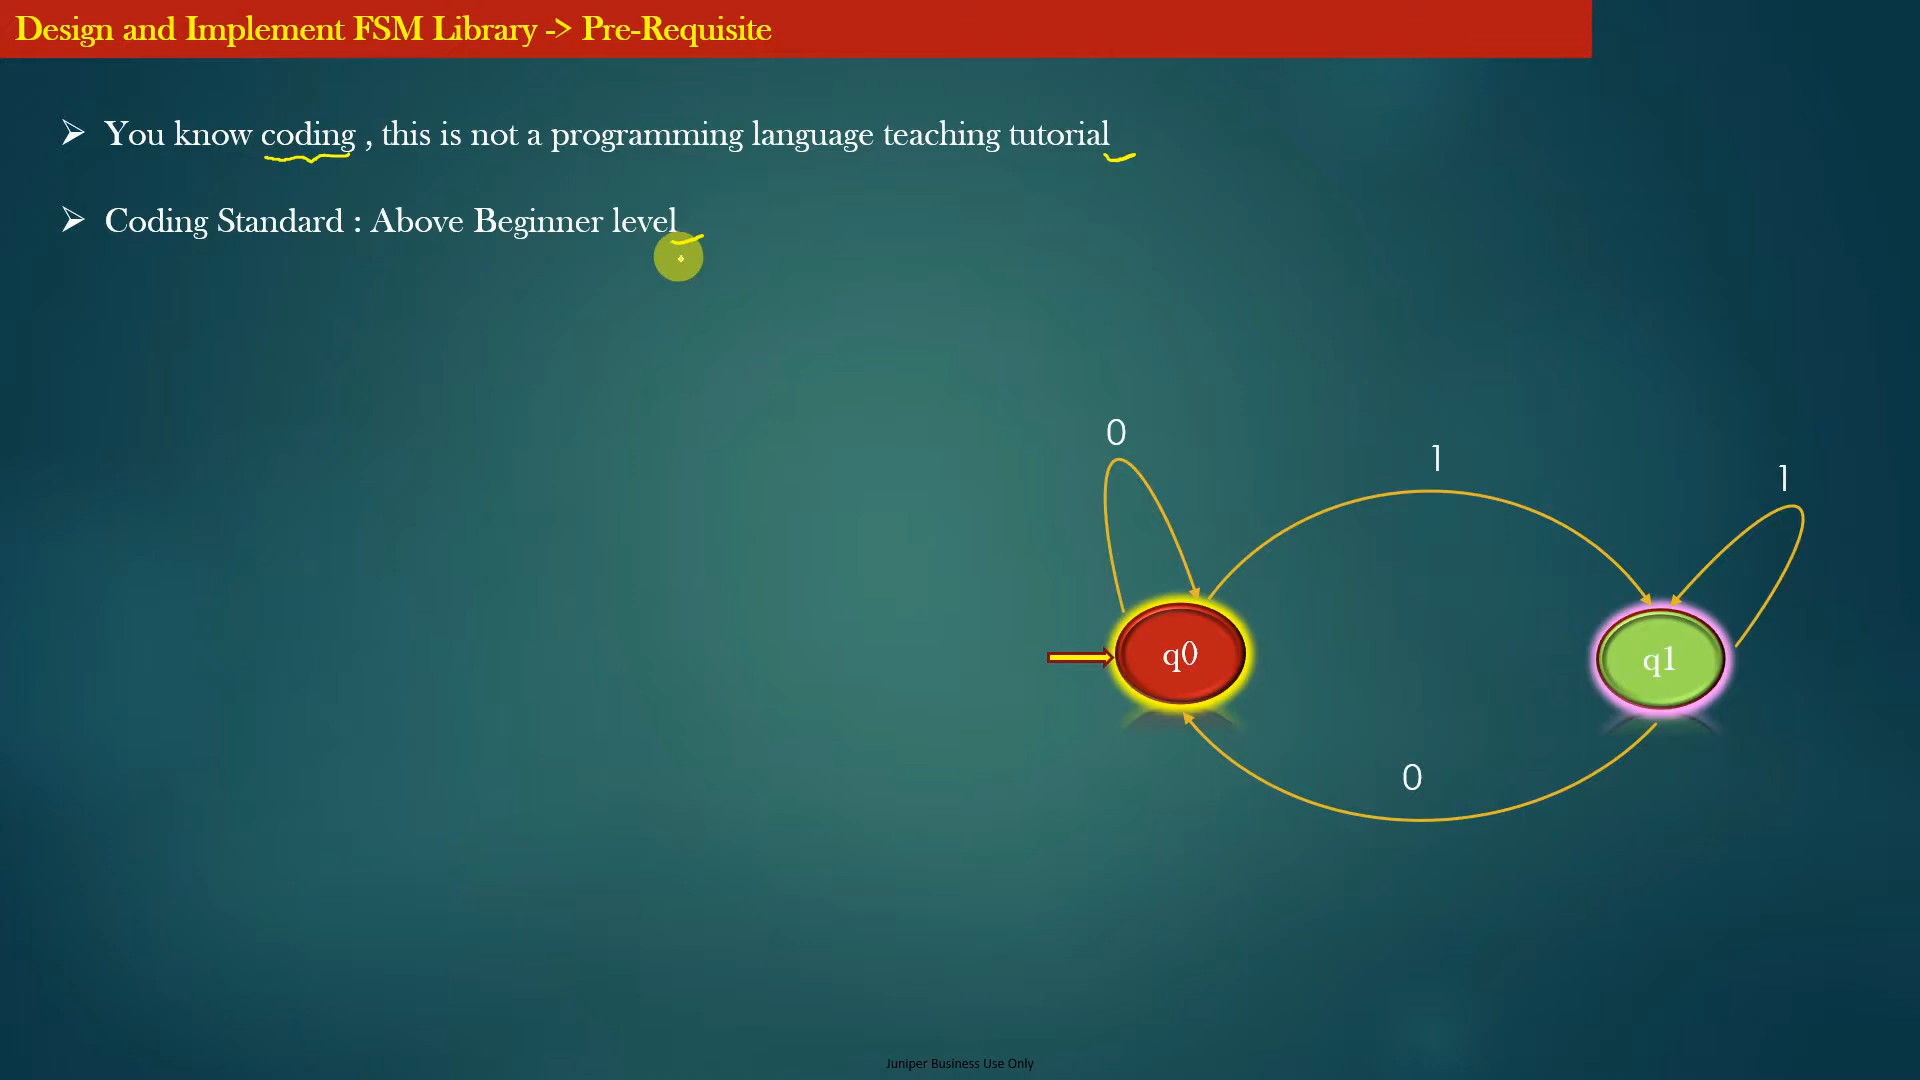 Design and Implement FSM Library -> Pre-Requisite
You know coding , this is not a programming language teaching tutorial
Coding Standard : Above Beginner level
0
1
1
q0
q1
0
Juniper Business Use Only